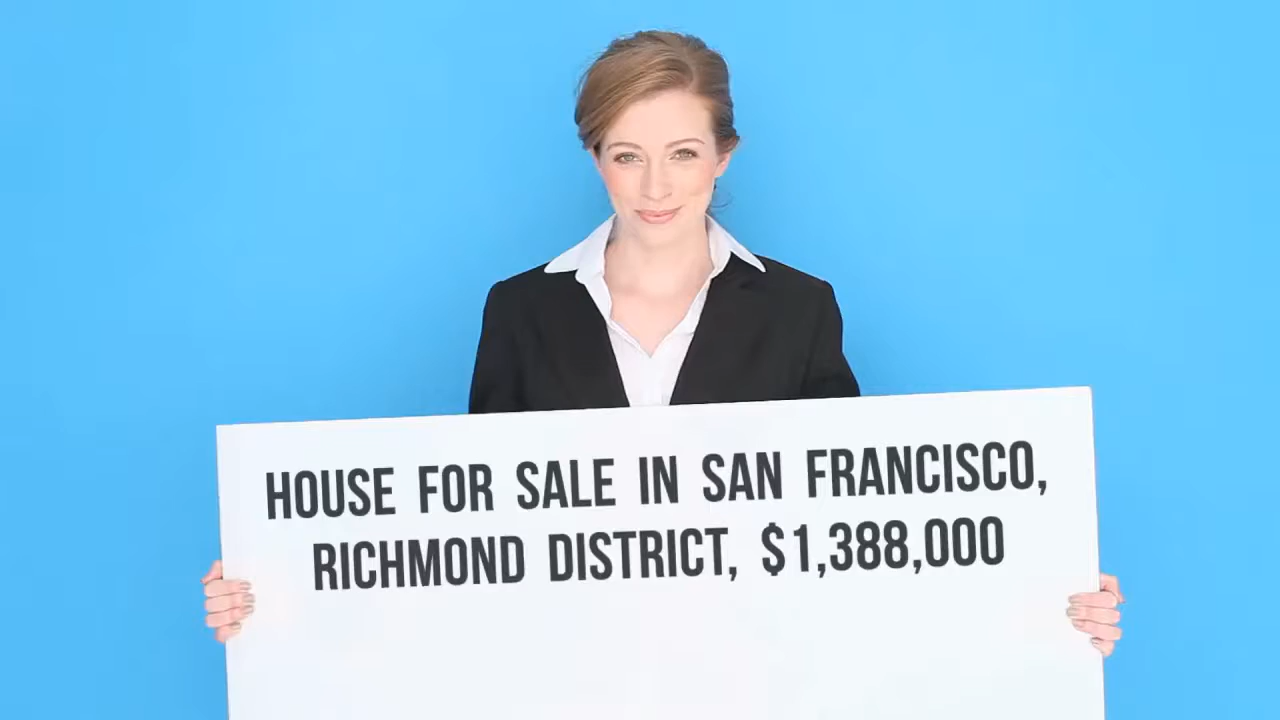 HOUSE FOR SALE IN SAN FRANCISCO,
RICHMOND DISTRICT, $1,388,000